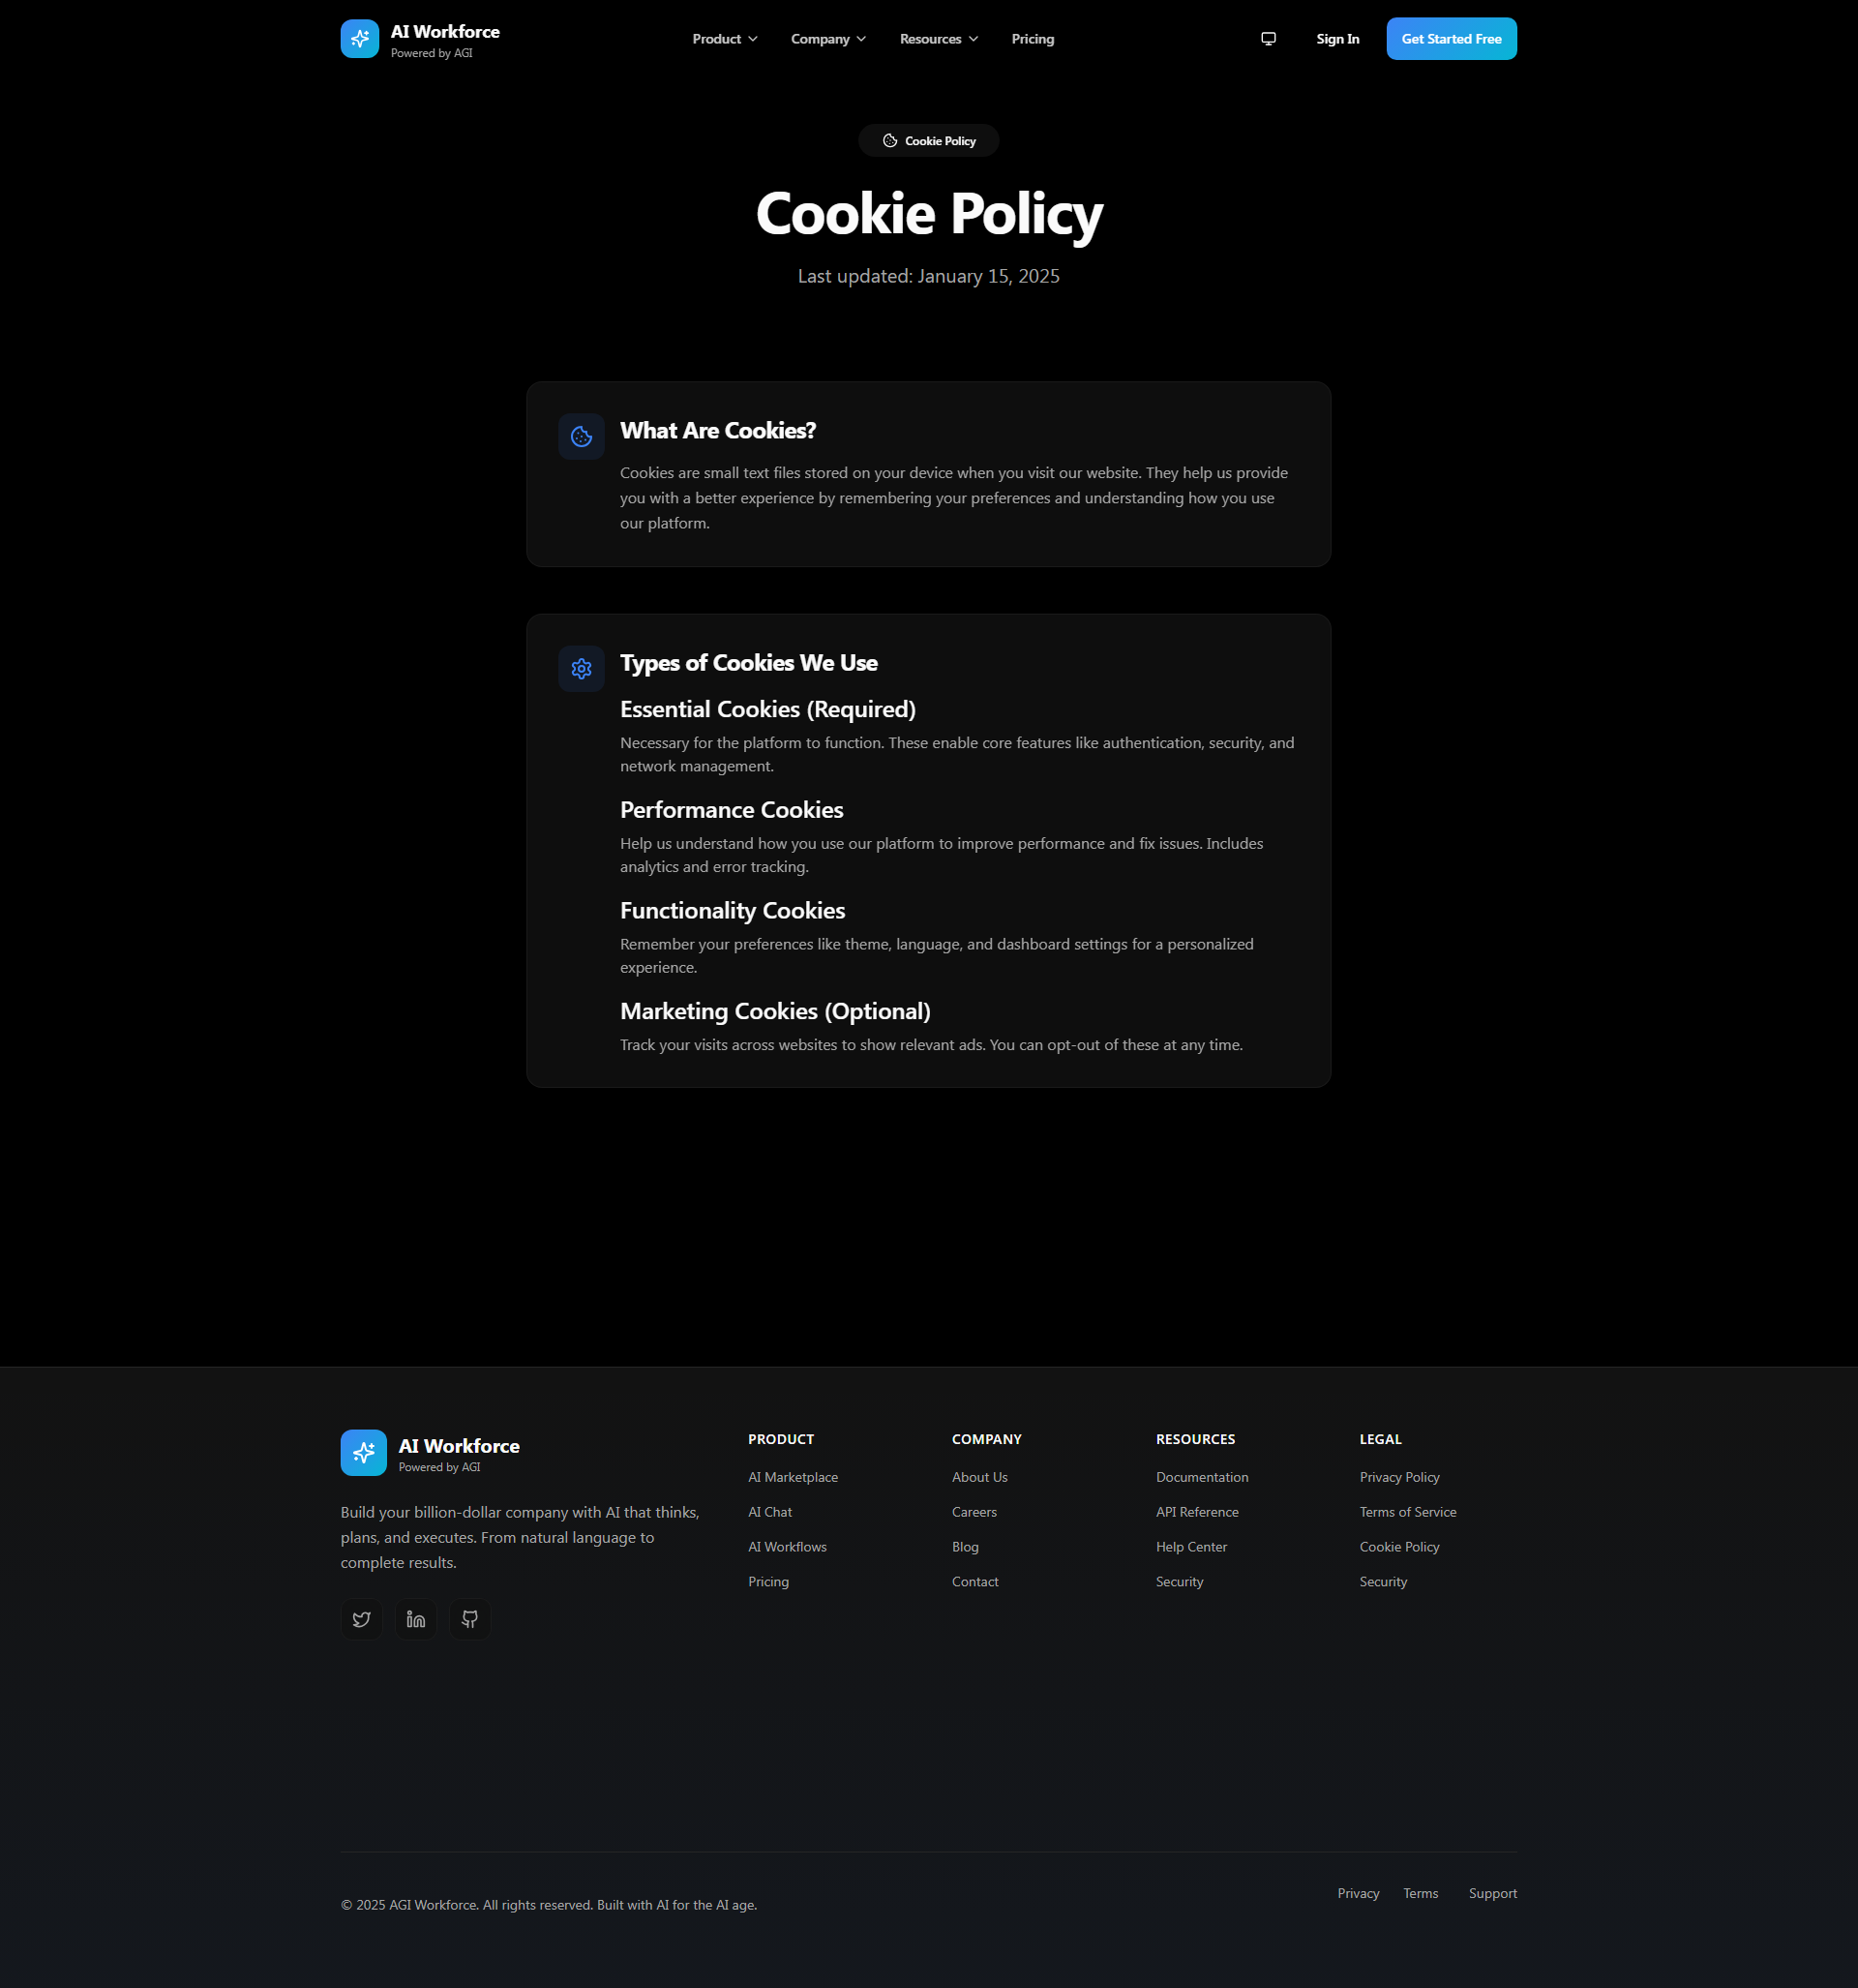 AI Workforce
Powered by AGI
Product
Company
Resources
Pricing
Sign In
Get Started Free
Cookie Policy
Cookie Policy
Last updated: January 15, 2025
What Are Cookies?
Cookies are small text files stored on your device when you visit our website. They help us provide
you with a better experience by remembering your preferences and understanding how you use
our platform.
Types of Cookies We Use
Essential Cookies (Required)
Necessary for the platform to function. These enable core features like authentication, security, and
network management.
Performance Cookies
Help us understand how you use our platform to improve performance and fix issues. Includes
analytics and error tracking.
Functionality Cookies
Remember your preferences like theme, language, and dashboard settings for a personalized
experience.
Marketing Cookies (Optional)
Track your visits across websites to show relevant ads. You can opt-out of these at any time.
AI Workforce
Powered by AGI
Build your billion-dollar company with AI that thinks,
plans, and executes. From natural language to
complete results.
PRODUCT
AI Marketplace
AI Chat
AI Workflows
Pricing
COMPANY
About Us
Careers
Blog
Contact
RESOURCES
Documentation
API Reference
Help Center
Security
LEGAL
Privacy Policy
Terms of Service
Cookie Policy
Security
© 2025 AGI Workforce. All rights reserved. Built with AI for the AI age.
Privacy
Terms
Support